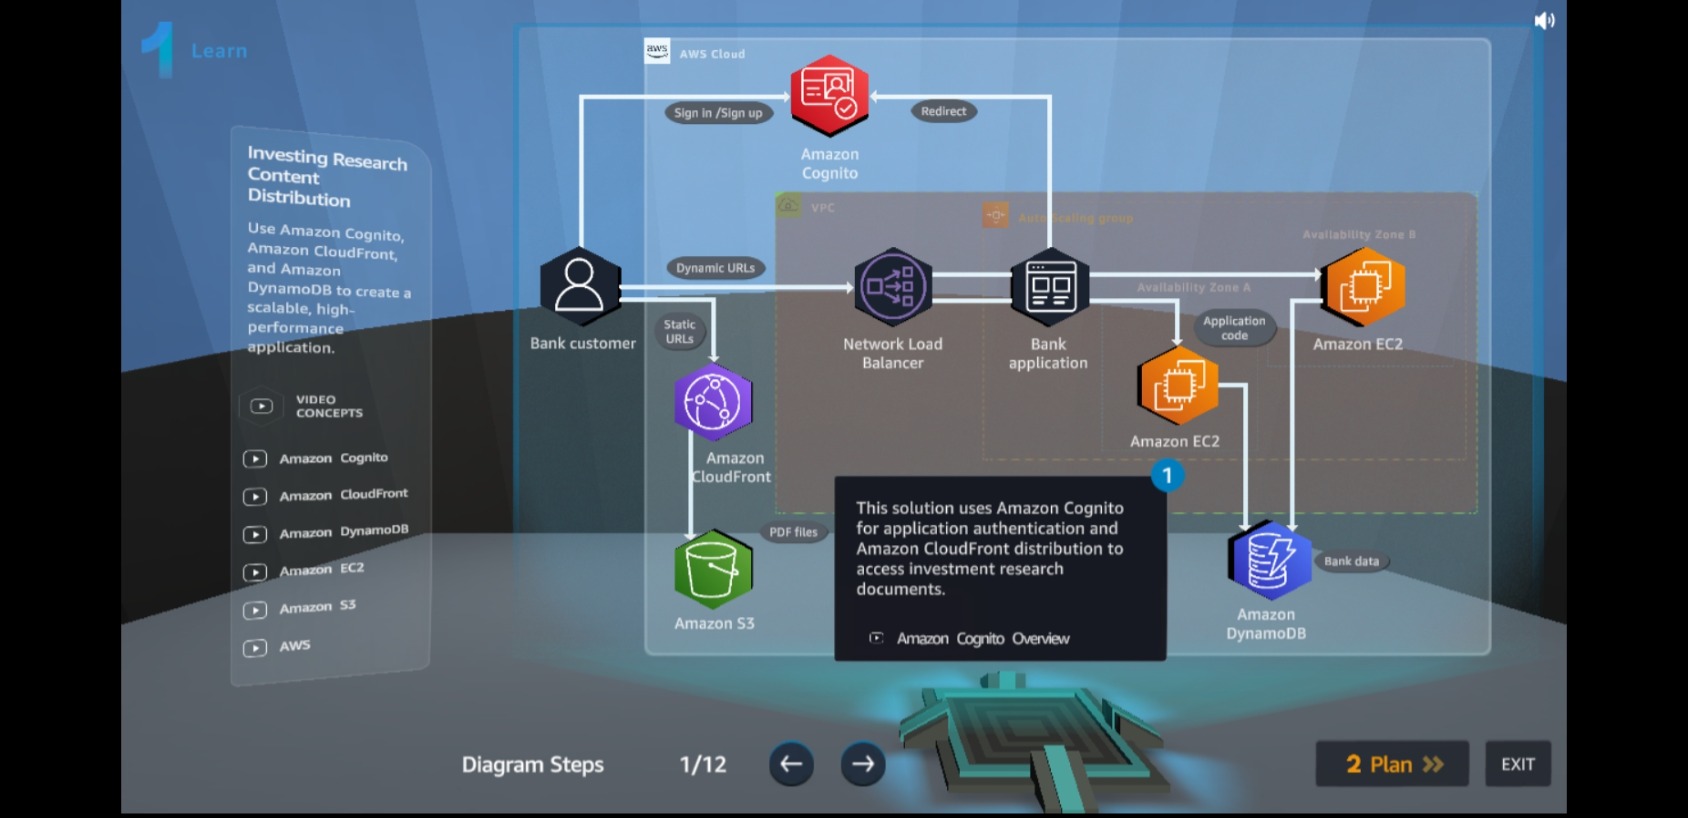 1 Learn
Investing Research
Content
Distribution
Use Amazon Cognito,
Amazon CloudFront,
and Amazon
DynamoDB to create a
scalable, high-
performance
application.
VIDEO
CONCEPTS
Amazon Cognito
Amazon CloudFront
Amazon DynamoDB
Amazon EC2
Amazon S3
AWS
aws
AWS Cloud
Sign in /Sign up
Redirect
Amazon
Cognito
VPC
Auto Scaling group
Availability Zone B
Dynamic URLs
Availability Zone A
Static
URLs
Application
code
Bank customer
Network Load
Balancer
Bank
application
Amazon EC2
Amazon EC2
Amazon
CloudFront
1
This solution uses Amazon Cognito
for application authentication and
Amazon CloudFront distribution to
access investment research
documents.
Amazon Cognito Overview
PDF files
Bank data
Amazon S3
Amazon
DynamoDB
Diagram Steps
1/12
2 Plan
EXIT